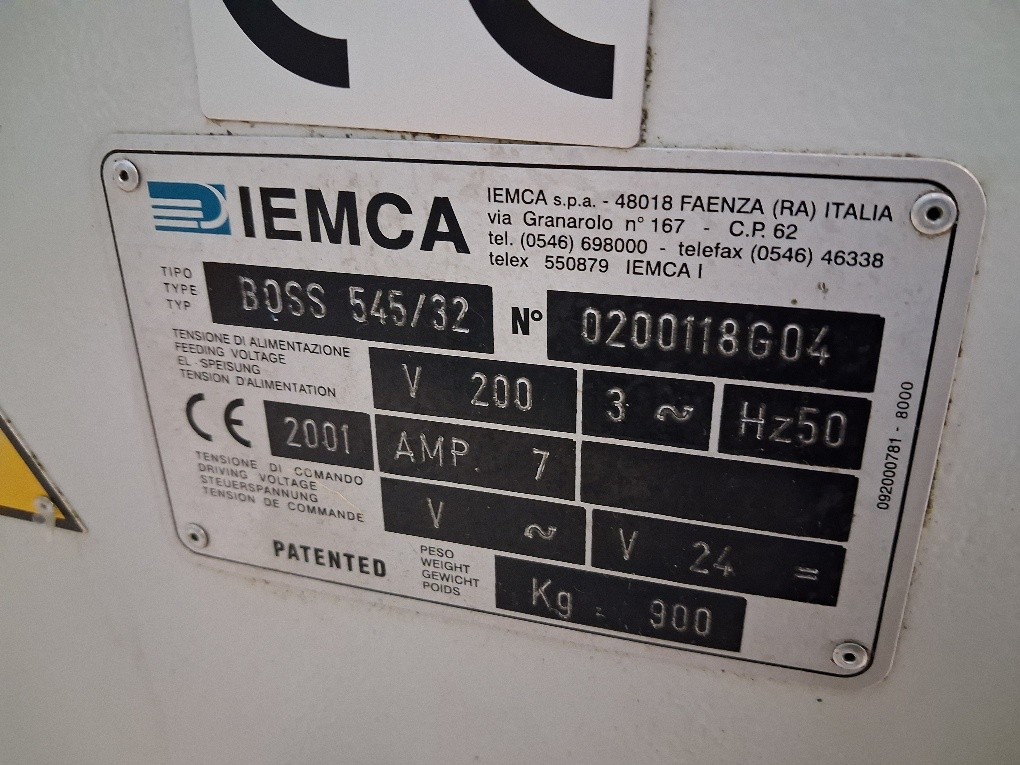 CE
IEMCA
IEMCA s.p.a. - 48018 FAENZA (RA) ITALIA
via Granarolo n° 167 - C.P. 62
tel. (0546) 698000 - telefax (0546) 46338
telex 550879 IEMCA I
TIPO
TYPE
TYP
BOSS 545/32
N° 0200118G04
TENSIONE DI ALIMENTAZIONE
FEEDING VOLTAGE
EL. SPEISUNG
TENSION D'ALIMENTATION
V 200
3 ~
Hz50
CE 2001
AMP. 7
TENSIONE DI COMANDO
DRIVING VOLTAGE
STEUERSPANNUNG
TENSION DE COMMANDE
V ~
V 24 =
PATENTED
PESO
WEIGHT
GEWICHT
POIDS
Kg. 900
092000781 - 8000